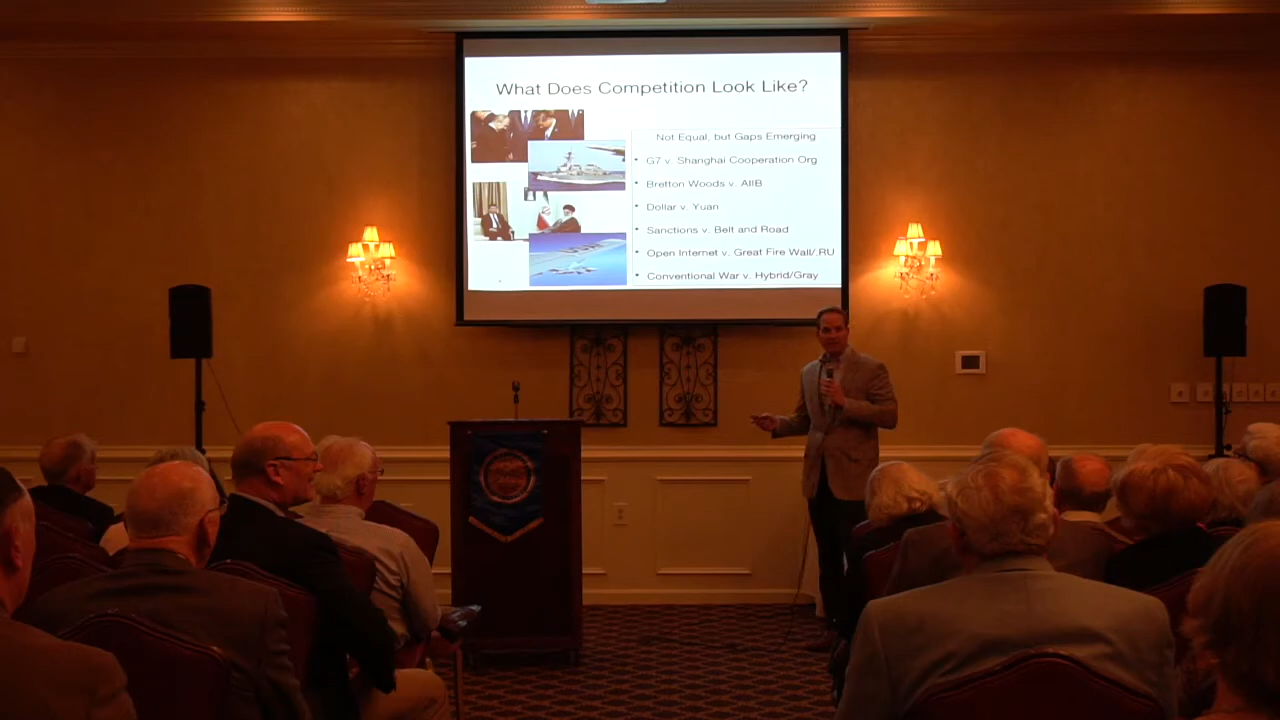 What Does Competition Look Like?
Not Equal, but Gaps Emerging
• G7 v. Shanghai Cooperation Org
• Bretton Woods v. AIIB
• Dollar v. Yuan
• Sanctions v. Belt and Road
• Open Internet v. Great Fire Wall/.RU
• Conventional War v. Hybrid/Gray